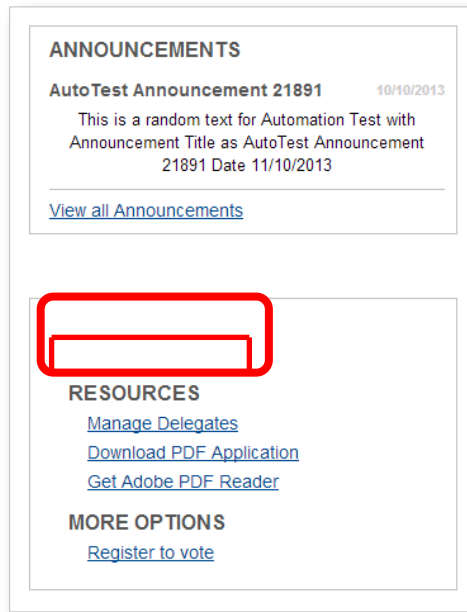 ANNOUNCEMENTS
AutoTest Announcement 21891 10/10/2013
This is a random text for Automation Test with
Announcement Title as AutoTest Announcement
21891 Date 11/10/2013
View all Announcements
RESOURCES
Manage Delegates
Download PDF Application
Get Adobe PDF Reader
MORE OPTIONS
Register to vote